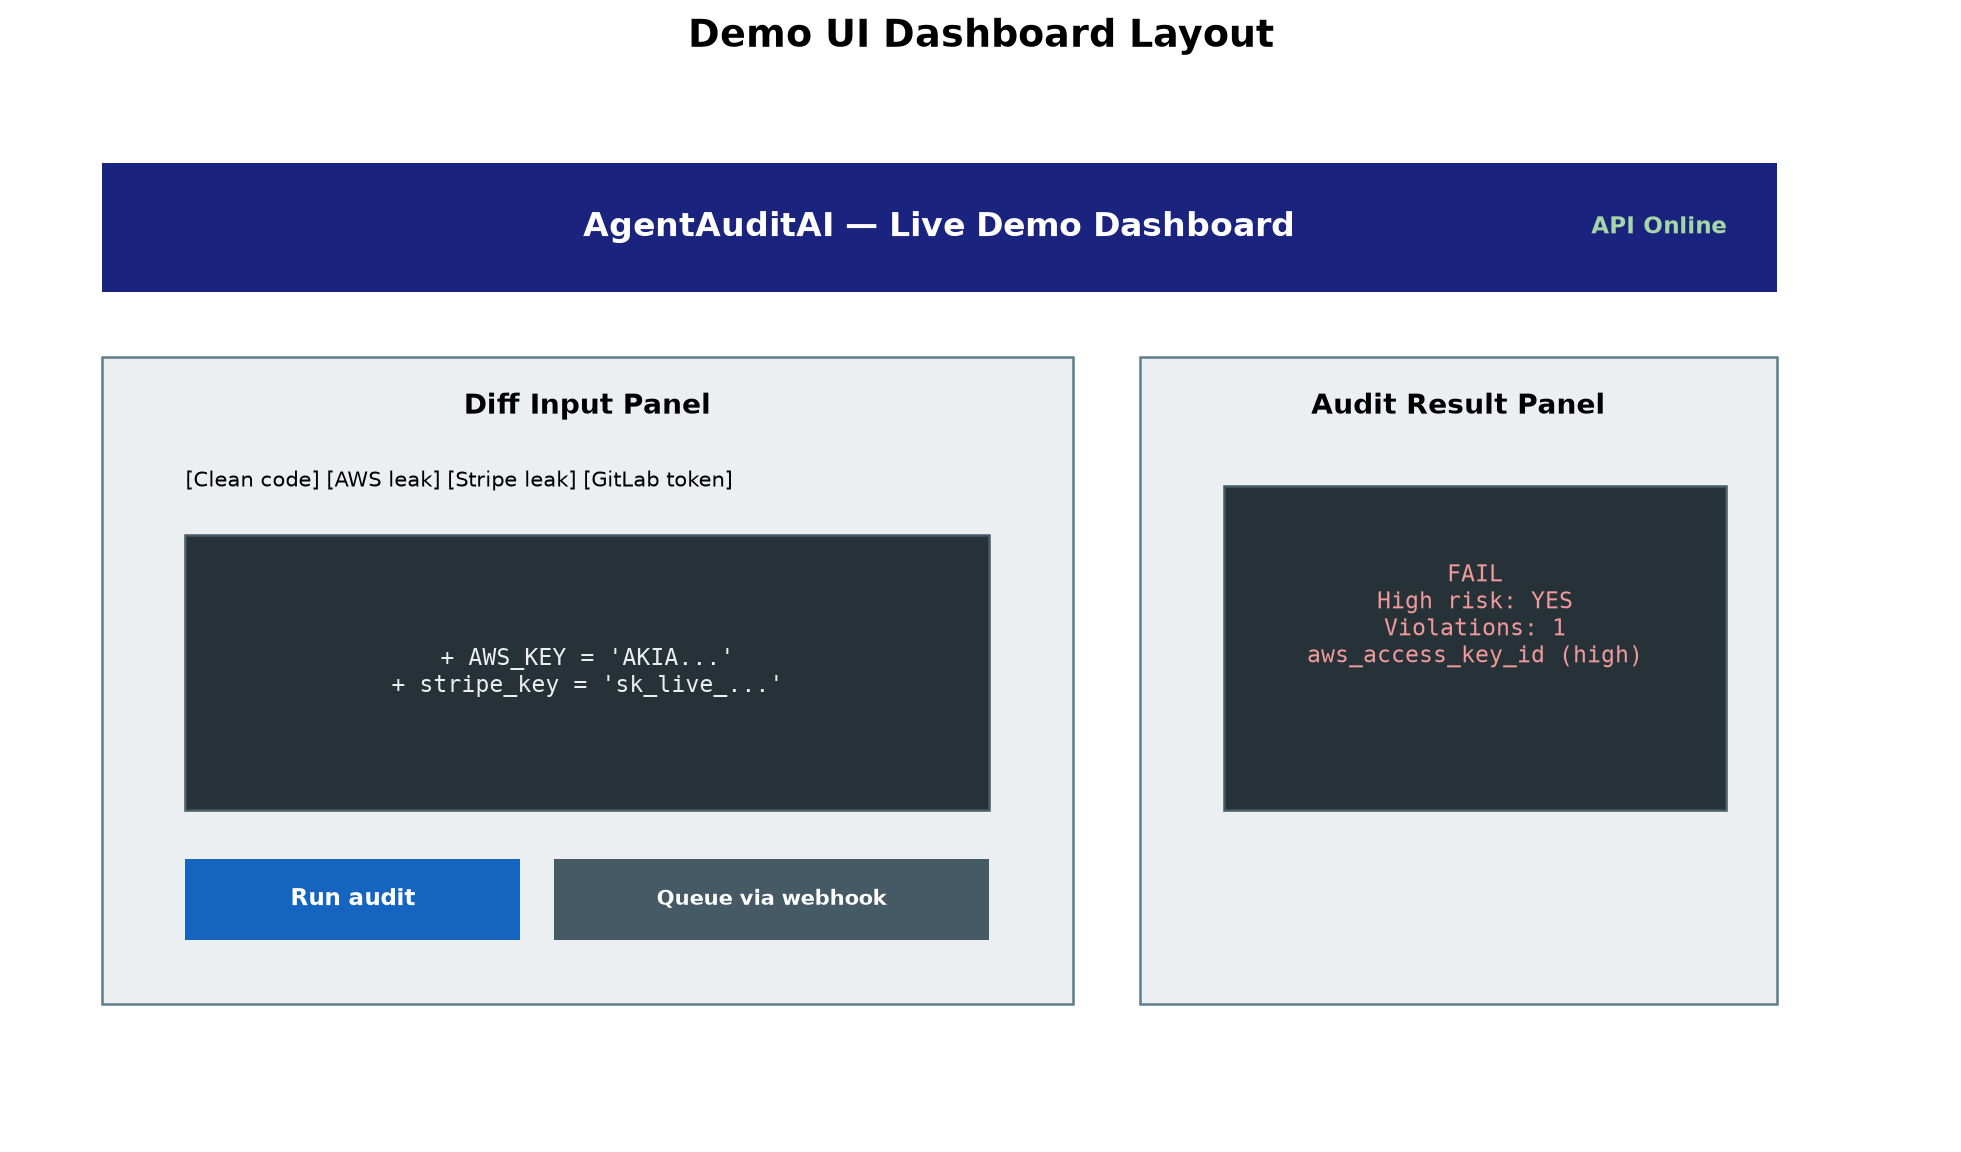 Demo UI Dashboard Layout
AgentAuditAI — Live Demo Dashboard
API Online
Diff Input Panel
[Clean code] [AWS leak] [Stripe leak] [GitLab token]
+ AWS_KEY = 'AKIA...'
+ stripe_key = 'sk_live_...'
Run audit
Queue via webhook
Audit Result Panel
FAIL
High risk: YES
Violations: 1
aws_access_key_id (high)